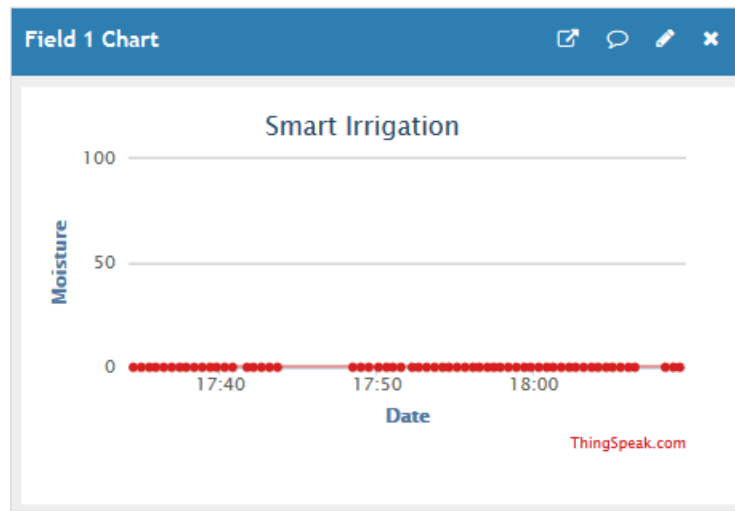 Field 1 Chart
Smart Irrigation
100
50
0
Moisture
17:40 17:50 18:00
Date
ThingSpeak.com